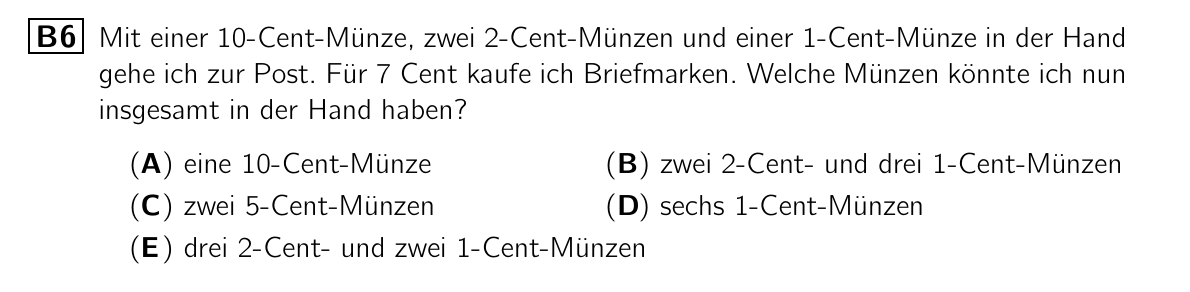 B6 Mit einer 10-Cent-Münze, zwei 2-Cent-Münzen und einer 1-Cent-Münze in der Hand
gehe ich zur Post. Für 7 Cent kaufe ich Briefmarken. Welche Münzen könnte ich nun
insgesamt in der Hand haben?
(A) eine 10-Cent-Münze (B) zwei 2-Cent- und drei 1-Cent-Münzen
(C) zwei 5-Cent-Münzen (D) sechs 1-Cent-Münzen
(E) drei 2-Cent- und zwei 1-Cent-Münzen